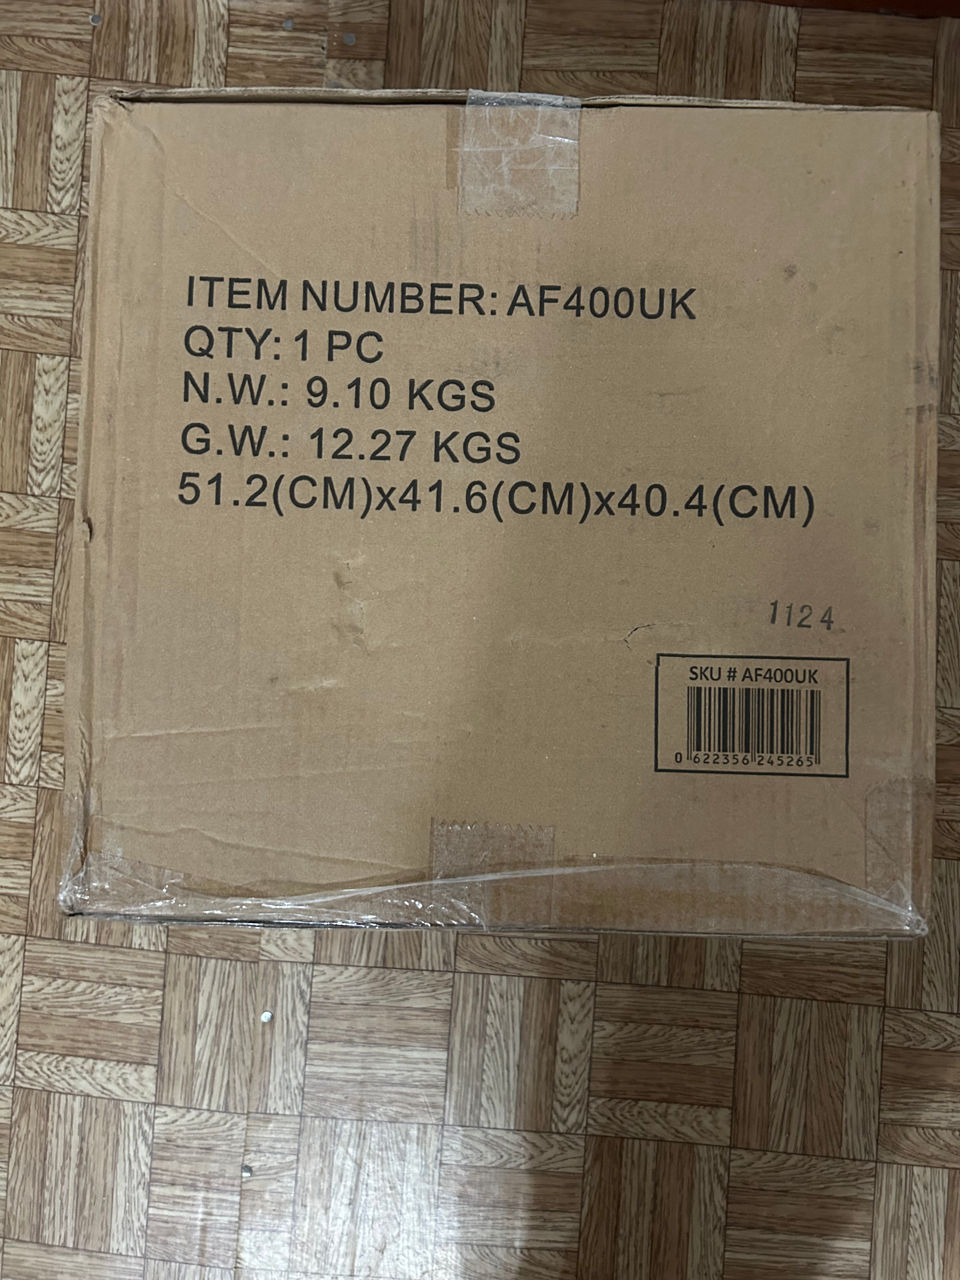 ITEM NUMBER: AF400UK
QTY: 1 PC
N.W.: 9.10 KGS
G.W.: 12.27 KGS
51.2(CM)x41.6(CM)x40.4(CM)
1124
SKU # AF400UK
0 622356 245265